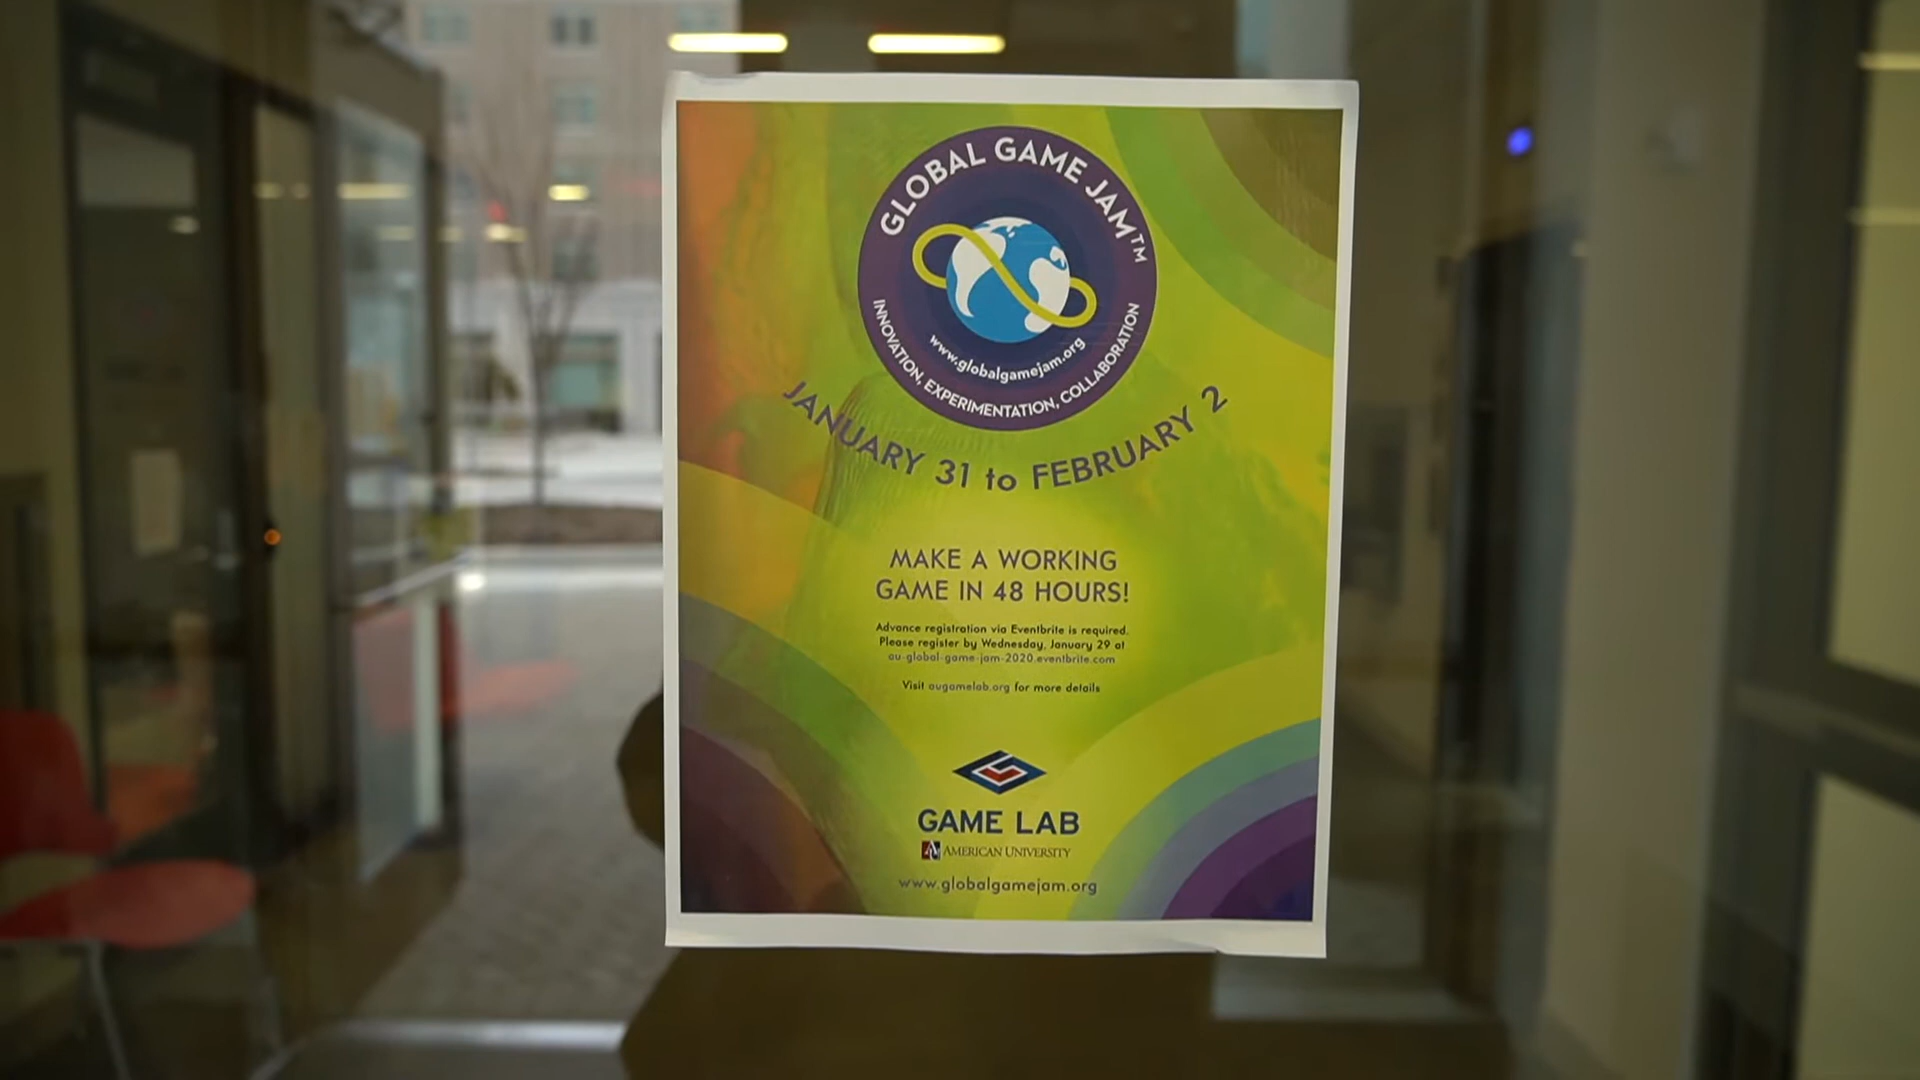 GLOBAL GAME JAM™
www.globalgamejam.org
INNOVATION, EXPERIMENTATION, COLLABORATION
JANUARY 31 to FEBRUARY 2
MAKE A WORKING
GAME IN 48 HOURS!
Advance registration via Eventbrite is required.
Please register by Wednesday, January 29 at
au-global-game-jam-2020.eventbrite.com
Visit augamelab.org for more details
GAME LAB
AMERICAN UNIVERSITY
www.globalgamejam.org